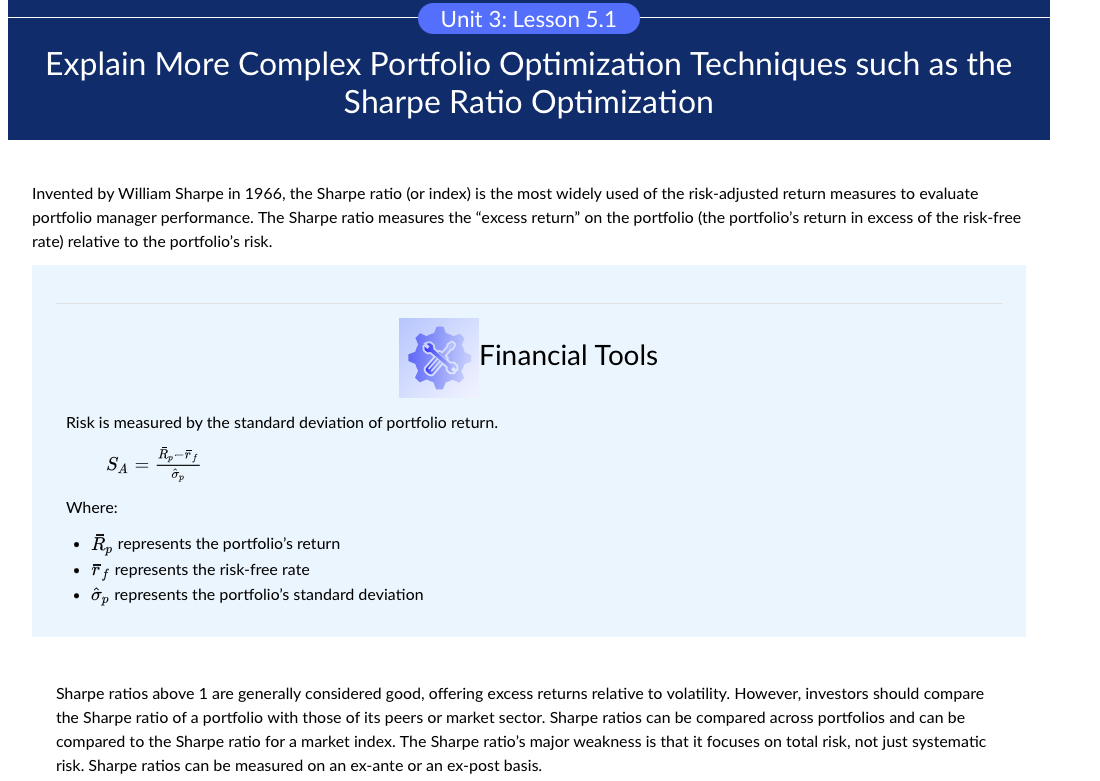 Unit 3: Lesson 5.1
Explain More Complex Portfolio Optimization Techniques such as the
Sharpe Ratio Optimization
Invented by William Sharpe in 1966, the Sharpe ratio (or index) is the most widely used of the risk-adjusted return measures to evaluate
portfolio manager performance. The Sharpe ratio measures the “excess return” on the portfolio (the portfolio’s return in excess of the risk-free
rate) relative to the portfolio’s risk.
Financial Tools
Risk is measured by the standard deviation of portfolio return.
$S_A = \frac{\bar{R}_p - \bar{r}_f}{\hat{\sigma}_p}$
Where:
• $\bar{R}_p$ represents the portfolio’s return
• $\bar{r}_f$ represents the risk-free rate
• $\hat{\sigma}_p$ represents the portfolio’s standard deviation
Sharpe ratios above 1 are generally considered good, offering excess returns relative to volatility. However, investors should compare
the Sharpe ratio of a portfolio with those of its peers or market sector. Sharpe ratios can be compared across portfolios and can be
compared to the Sharpe ratio for a market index. The Sharpe ratio’s major weakness is that it focuses on total risk, not just systematic
risk. Sharpe ratios can be measured on an ex-ante or an ex-post basis.